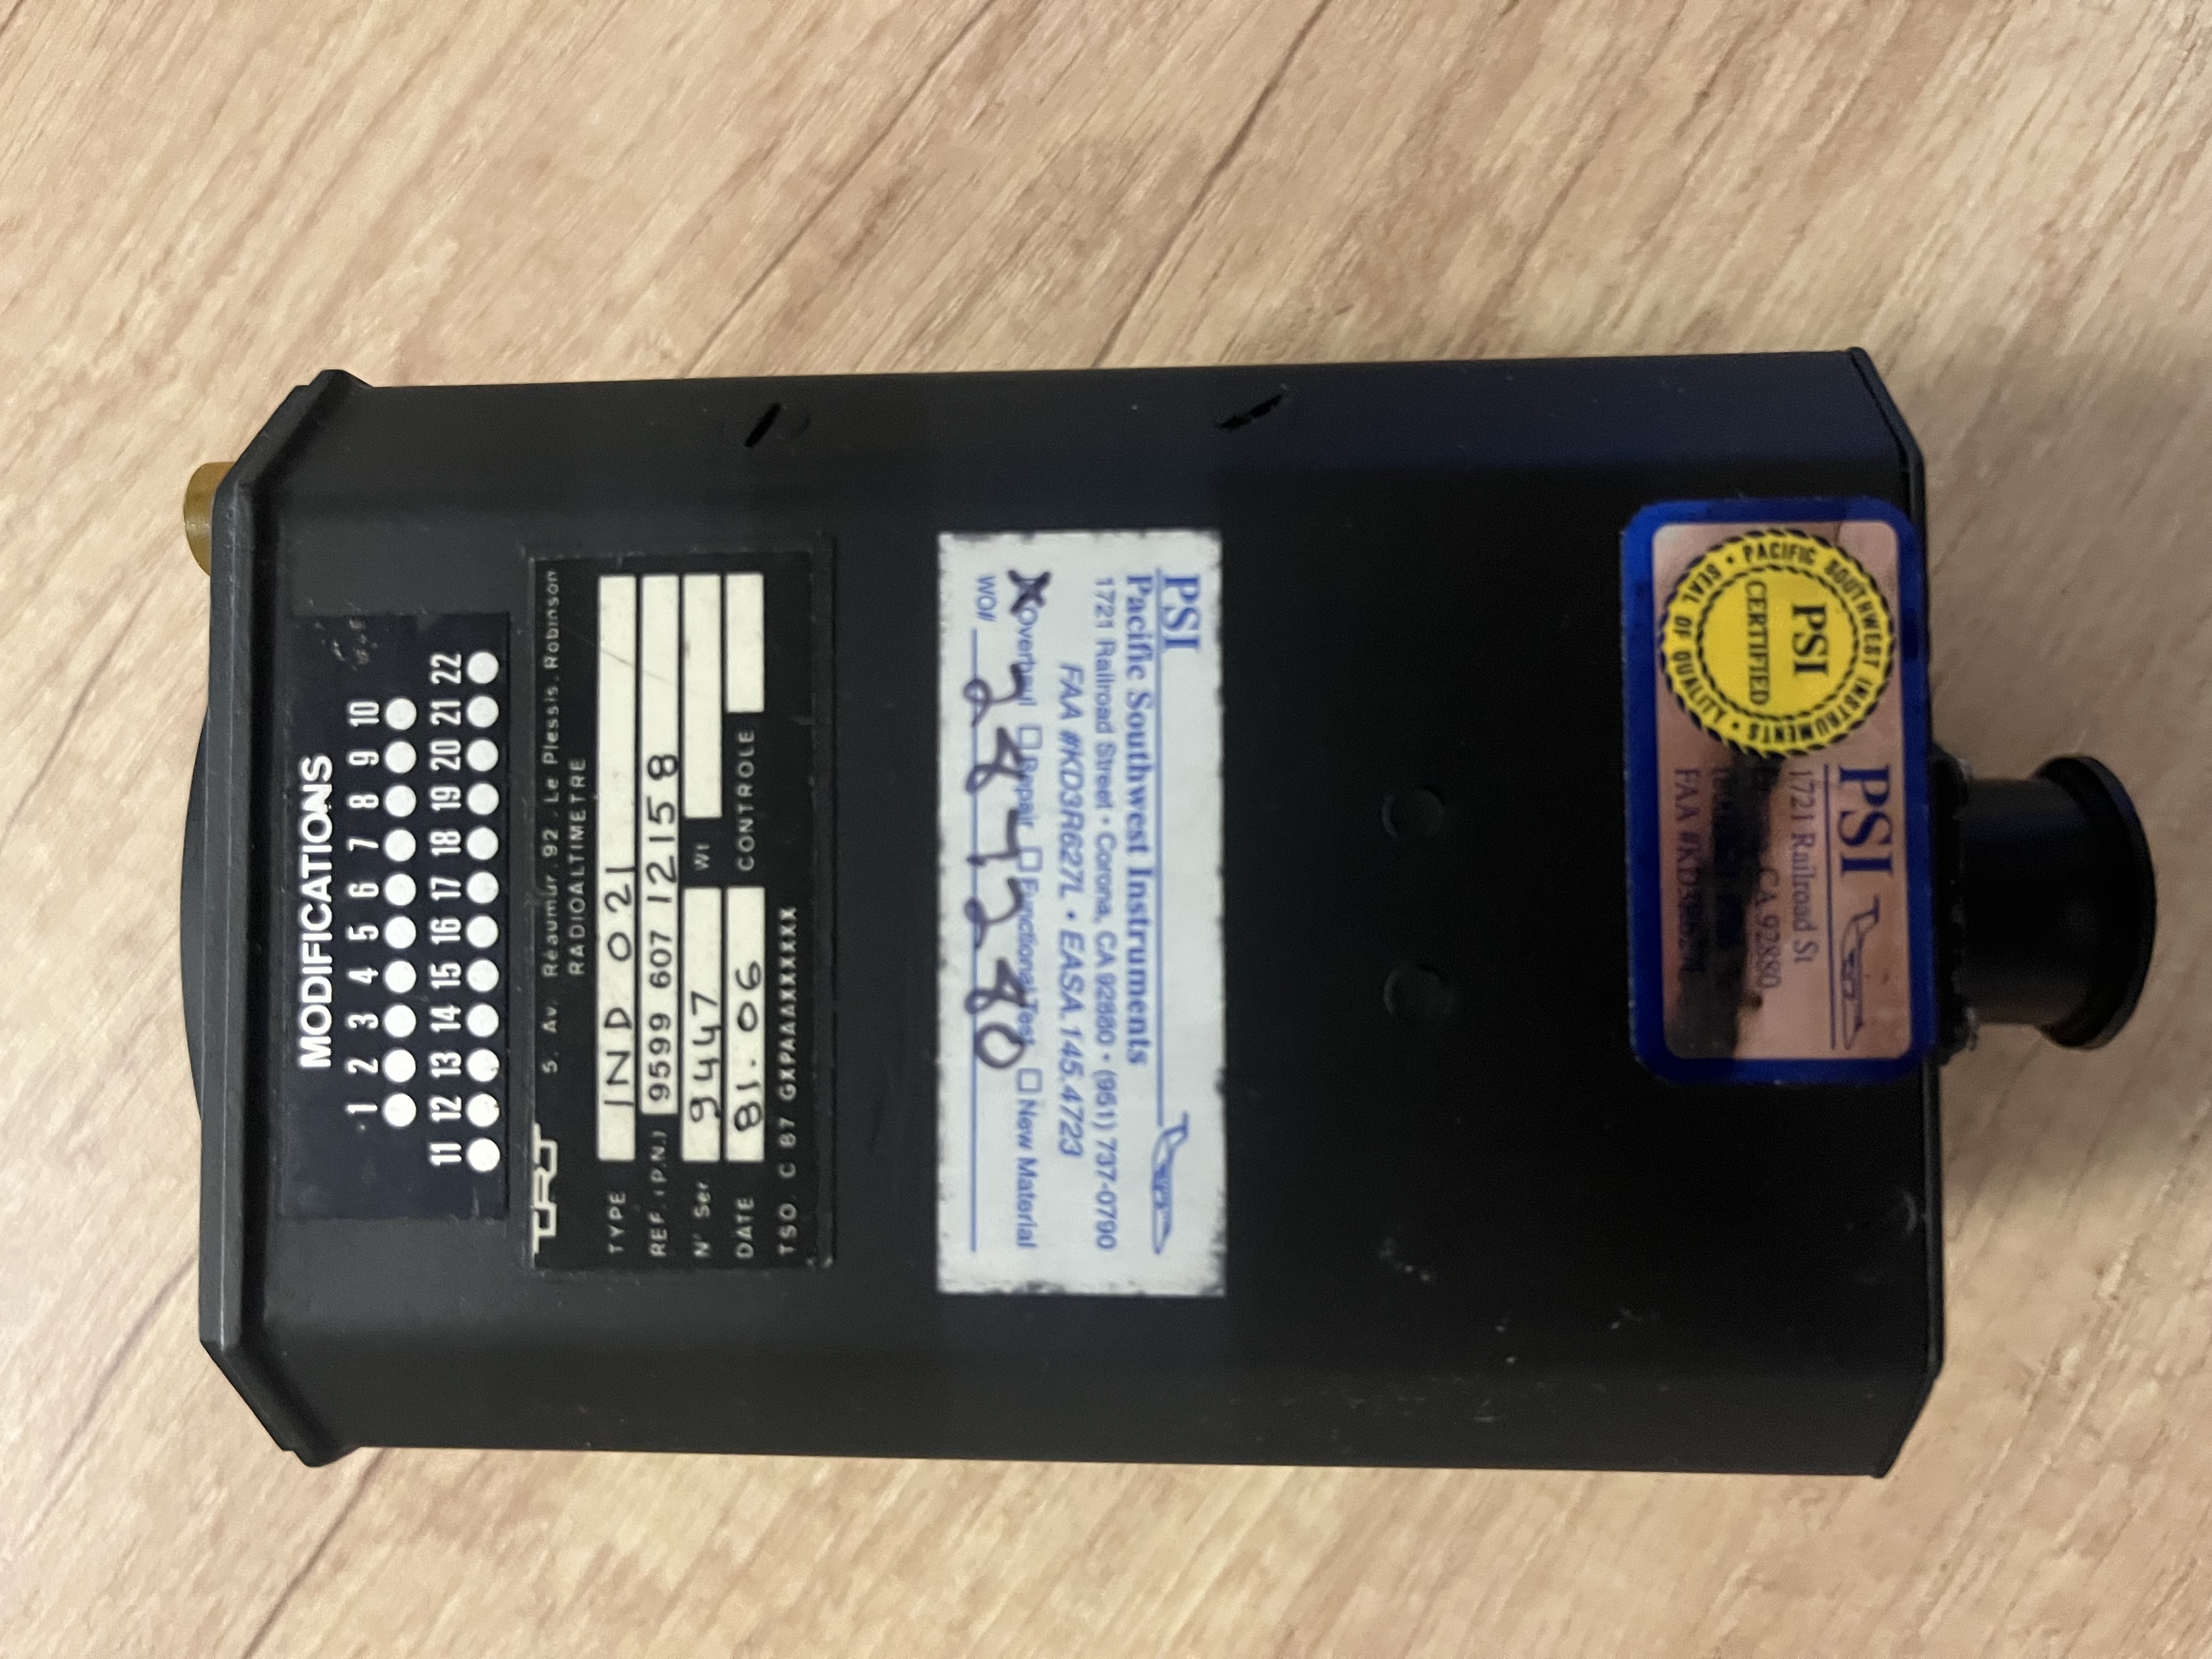 MODIFICATIONS
1 2 3 4 5 6 7 8 9 10
11 12 13 14 15 16 17 18 19 20 21 22
TRT 5. Av. Réaumur.92.Le Plessis.Robinson
RADIOALTIMETRE
TYPE IND 021
REF.(P.N.) 9599 607 12158
N° Ser 9447 Wt
DATE 81.06 CONTROLE
TSO. C 87 GXPAAAXXXXXX
PSI
Pacific Southwest Instruments
1721 Railroad Street • Corona, CA 92880 • (951) 737-0790
FAA #KD3R627L • EASA.145.4723
X Overhaul Repair Functional Test New Material
WO#
PACIFIC SOUTHWEST INSTRUMENTS • SEAL OF QUALITY •
PSI
CERTIFIED
PSI
1721 Railroad St
CA 92880
FAA #KD3R627L